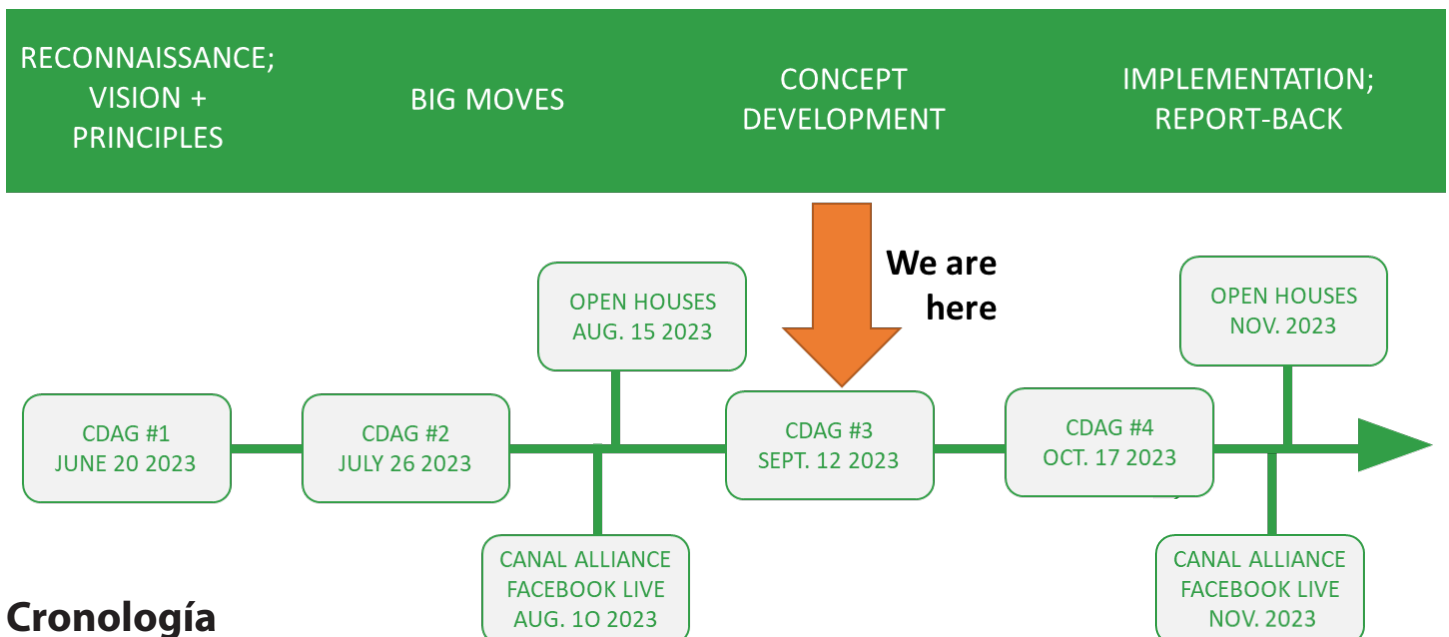 RECONNAISSANCE;
VISION +
PRINCIPLES
BIG MOVES
CONCEPT
DEVELOPMENT
IMPLEMENTATION;
REPORT-BACK
We are
here
OPEN HOUSES
AUG. 15 2023
OPEN HOUSES
NOV. 2023
CDAG #1
JUNE 20 2023
CDAG #2
JULY 26 2023
CDAG #3
SEPT. 12 2023
CDAG #4
OCT. 17 2023
CANAL ALLIANCE
FACEBOOK LIVE
AUG. 1O 2023
CANAL ALLIANCE
FACEBOOK LIVE
NOV. 2023
Cronología